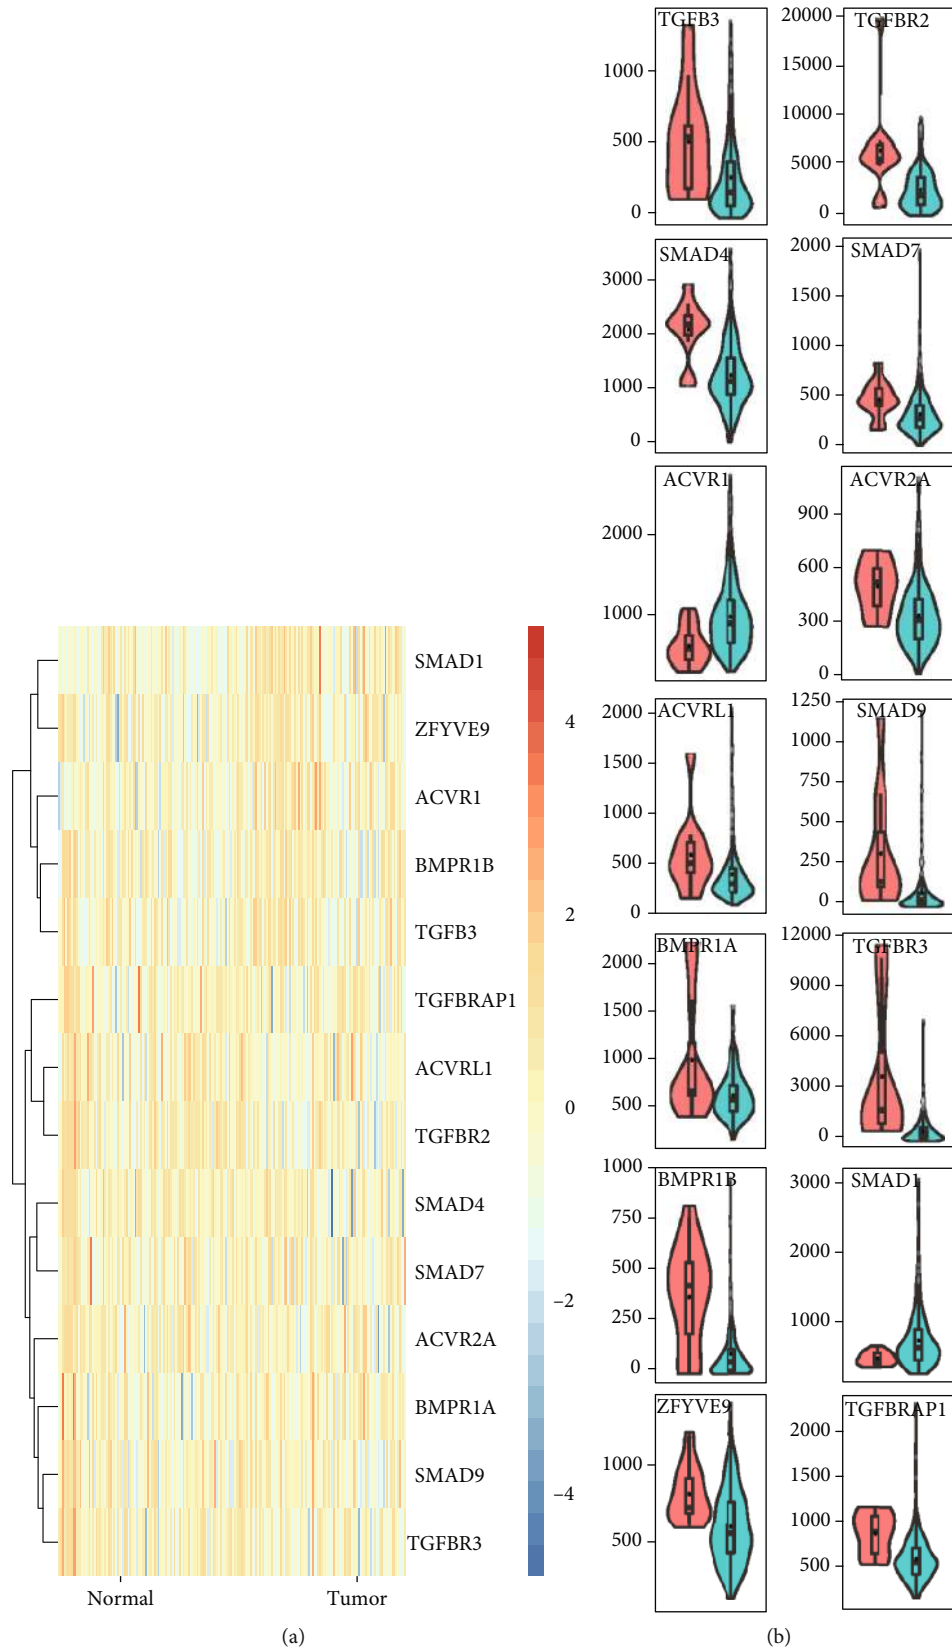 SMAD1
ZFYVE9
ACVR1
BMPR1B
TGFB3
TGFBRAP1
ACVRL1
TGFBR2
SMAD4
SMAD7
ACVR2A
BMPR1A
SMAD9
TGFBR3
Normal Tumor
4
2
0
−2
−4
(a)
TGFB3
1000
500
0
TGFBR2
20000
15000
10000
5000
0
SMAD4
3000
2000
1000
0
SMAD7
2000
1500
1000
500
0
ACVR1
2000
1000
ACVR2A
900
600
300
0
ACVRL1
2000
1500
1000
500
0
SMAD9
1250
1000
750
500
250
0
BMPR1A
2000
1500
1000
500
TGFBR3
12000
9000
6000
3000
0
BMPR1B
1000
750
500
250
0
SMAD1
3000
2000
1000
ZFYVE9
1000
500
TGFBRAP1
2000
1500
1000
500
(b)